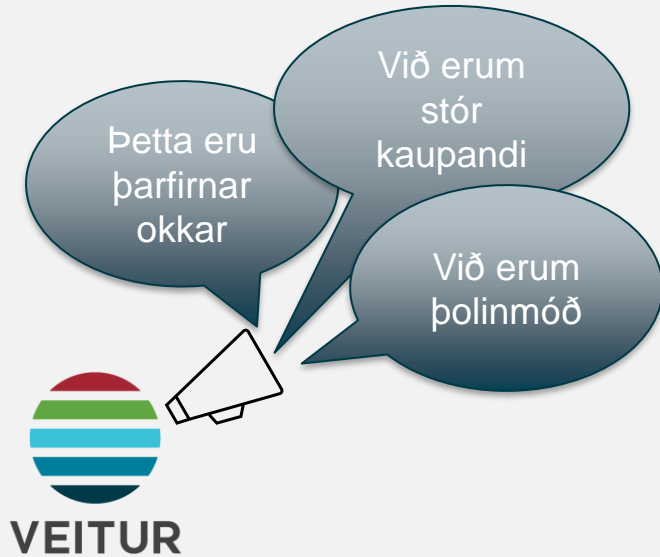 Þetta eru
þarfirnar
okkar
Við erum
stór
kaupandi
Við erum
þolinmóð
VEITUR